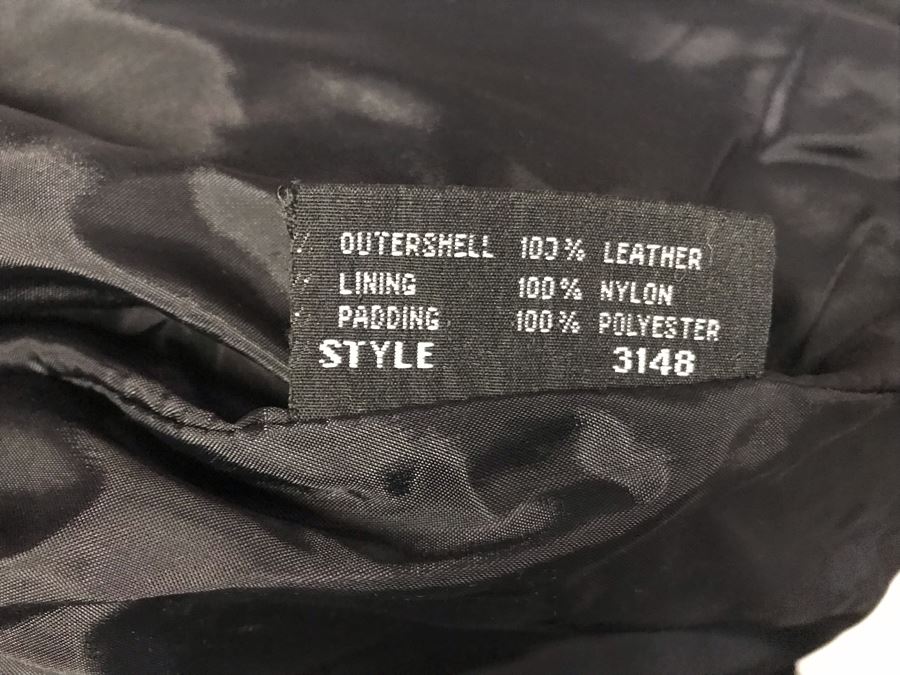 OUTERSHELL 100% LEATHER
LINING 100% NYLON
PADDING 100% POLYESTER
STYLE 3148